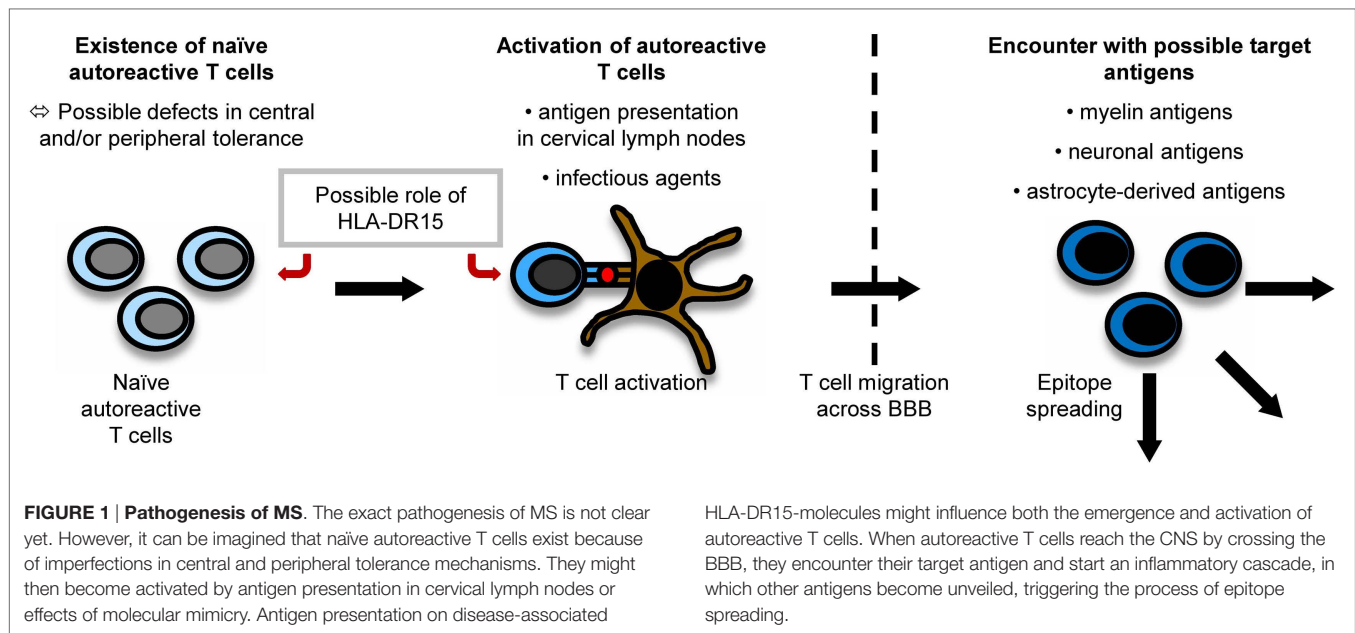 Existence of naïve
autoreactive T cells
⇔ Possible defects in central
and/or peripheral tolerance
Possible role of
HLA-DR15
Naïve
autoreactive
T cells
Activation of autoreactive
T cells
• antigen presentation
in cervical lymph nodes
• infectious agents
T cell activation
T cell migration
across BBB
Encounter with possible target
antigens
• myelin antigens
• neuronal antigens
• astrocyte-derived antigens
Epitope
spreading
FIGURE 1 | Pathogenesis of MS. The exact pathogenesis of MS is not clear
yet. However, it can be imagined that naïve autoreactive T cells exist because
of imperfections in central and peripheral tolerance mechanisms. They might
then become activated by antigen presentation in cervical lymph nodes or
effects of molecular mimicry. Antigen presentation on disease-associated
HLA-DR15-molecules might influence both the emergence and activation of
autoreactive T cells. When autoreactive T cells reach the CNS by crossing the
BBB, they encounter their target antigen and start an inflammatory cascade, in
which other antigens become unveiled, triggering the process of epitope
spreading.